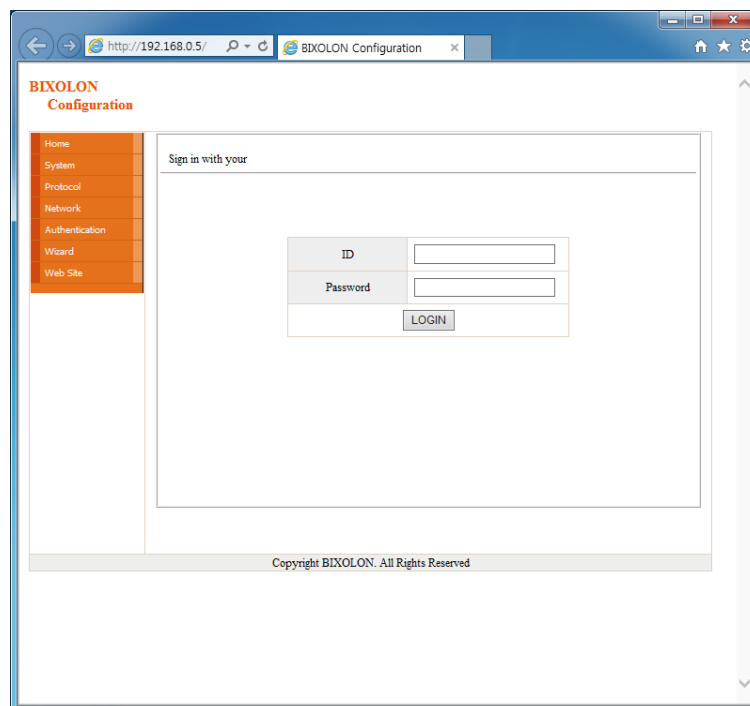 http://192.168.0.5/
BIXOLON Configuration
BIXOLON
Configuration
Home
System
Protocol
Network
Authentication
Wizard
Web Site
Sign in with your
ID
Password
LOGIN
Copyright BIXOLON. All Rights Reserved